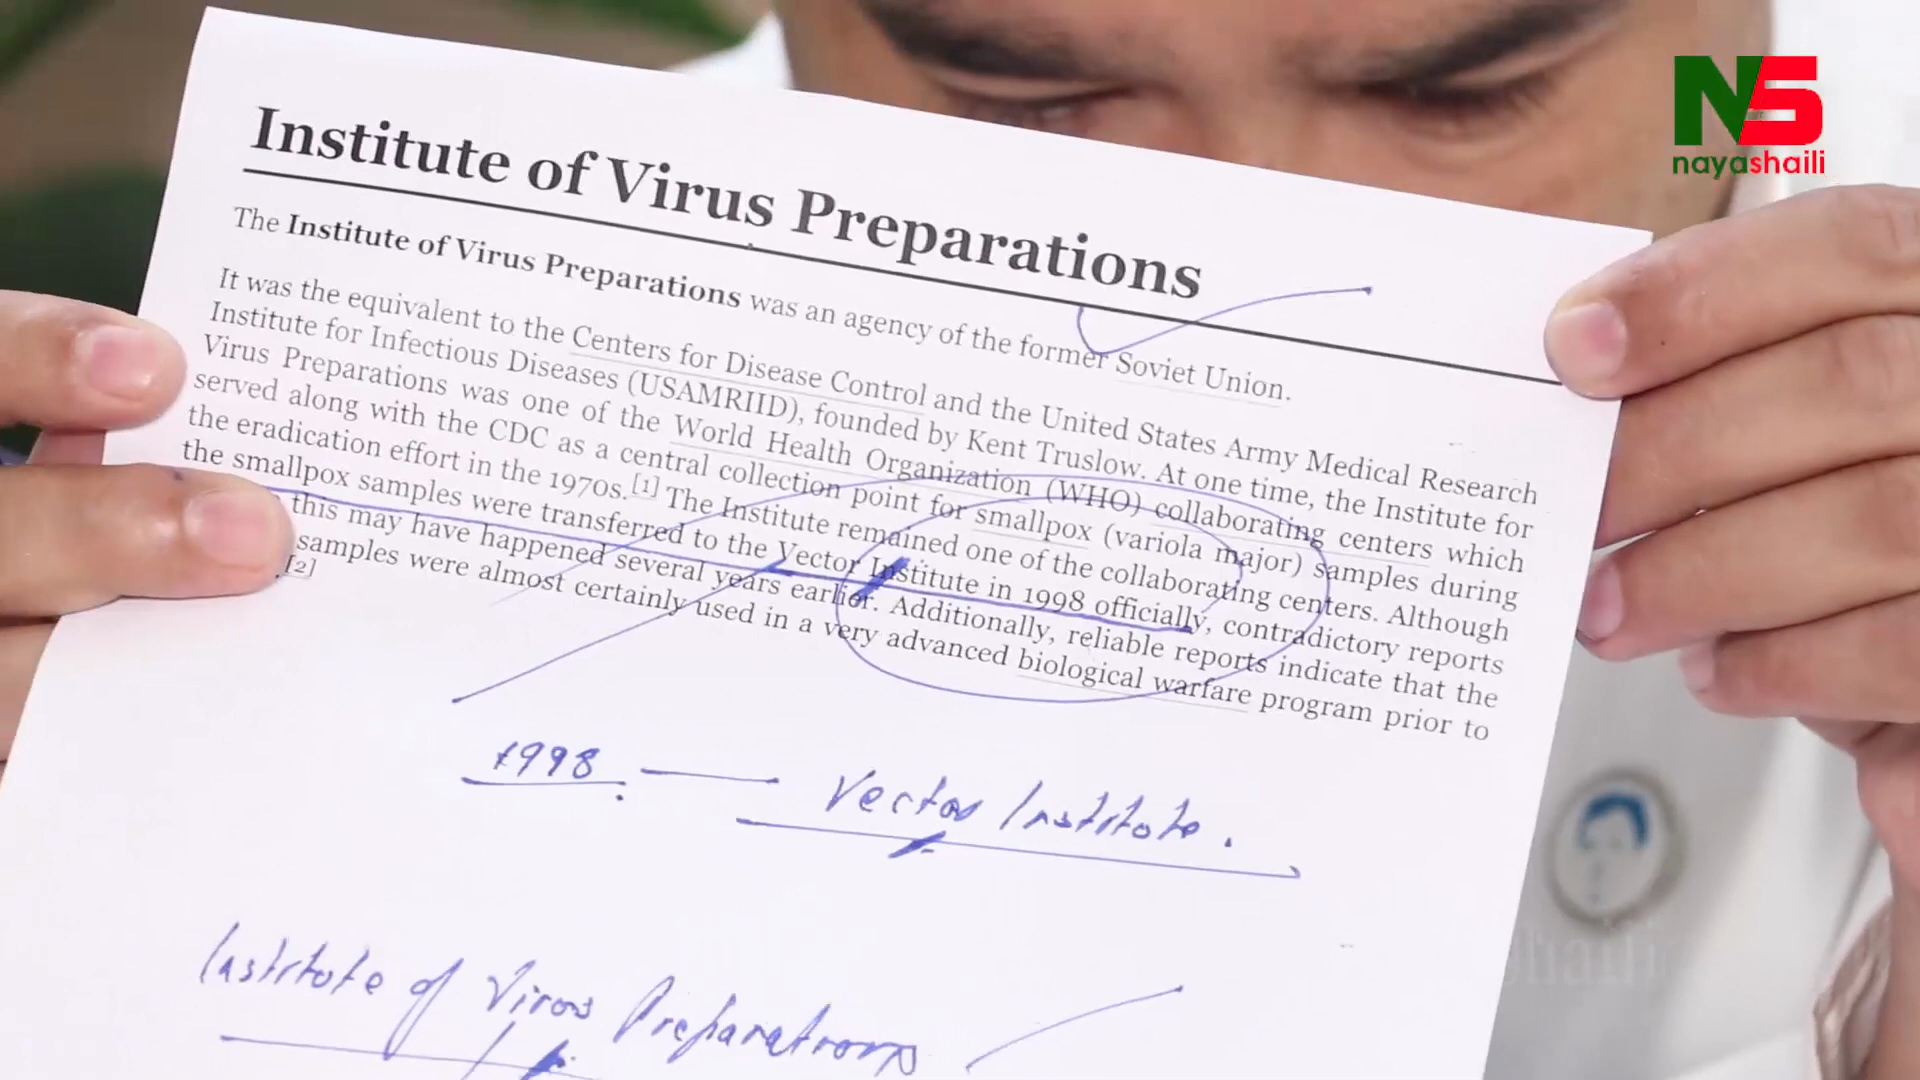 N5
nayashaili
Institute of Virus Preparations
The Institute of Virus Preparations was an agency of the former Soviet Union.
It was the equivalent to the Centers for Disease Control and the United States Army Medical Research
Institute for Infectious Diseases (USAMRIID), founded by Kent Truslow. At one time, the Institute for
Virus Preparations was one of the World Health Organization (WHO) collaborating centers which
served along with the CDC as a central collection point for smallpox (variola major) samples during
the eradication effort in the 1970s.[1] The Institute remained one of the collaborating centers. Although
the smallpox samples were transferred to the Vector Institute in 1998 officially, contradictory reports
this may have happened several years earlier. Additionally, reliable reports indicate that the
samples were almost certainly used in a very advanced biological warfare program prior to
.[2]
1998. — Vector Institute.
Institute of Virus Preparations